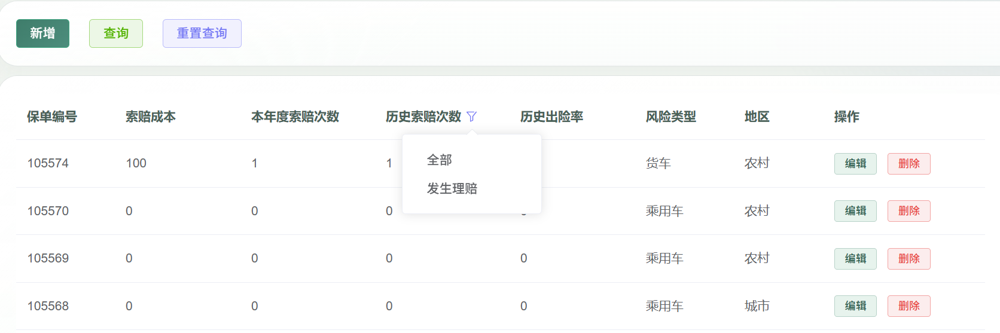 新增 查询 重置查询
保单编号 索赔成本 本年度索赔次数 历史索赔次数 历史出险率 风险类型 地区 操作
全部
发生理赔
105574 100 1 1 货车 农村 编辑 删除
105570 0 0 0 乘用车 农村 编辑 删除
105569 0 0 0 0 乘用车 农村 编辑 删除
105568 0 0 0 0 乘用车 城市 编辑 删除